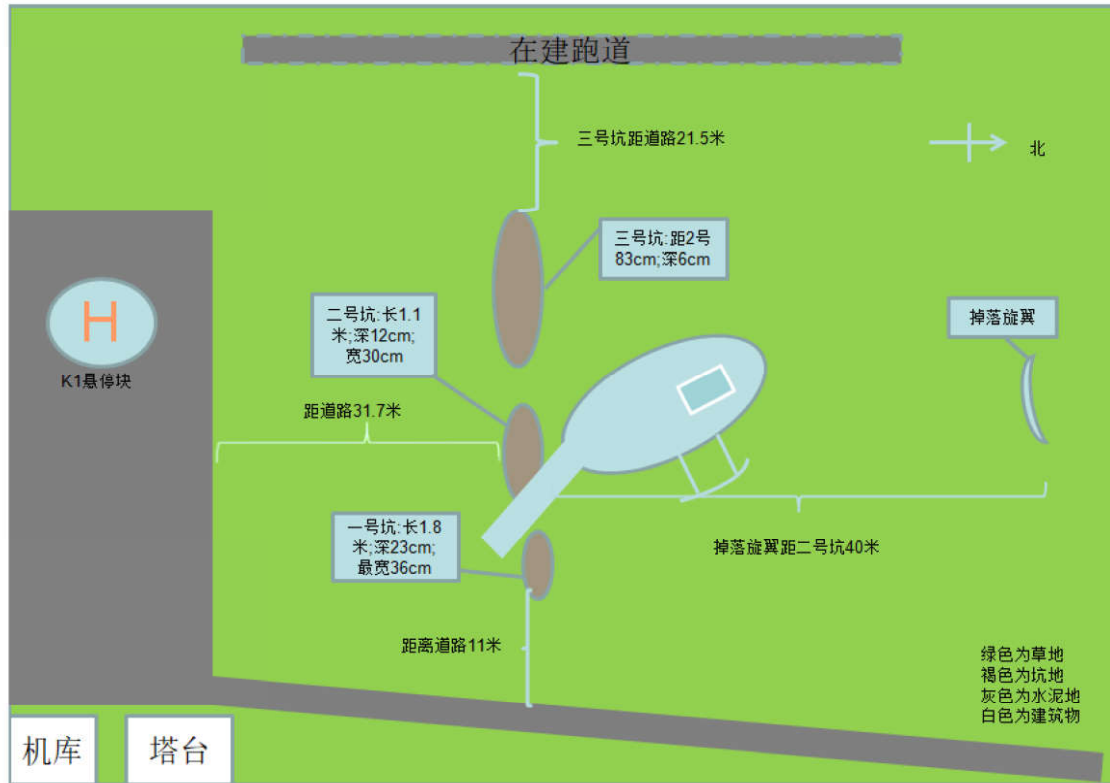 在建跑道
三号坑距道路21.5米
北
三号坑:距2号
83cm;深6cm
二号坑:长1.1
米;深12cm;
宽30cm
掉落旋翼
H
K1悬停块
距道路31.7米
一号坑:长1.8
米;深23cm;
最宽36cm
掉落旋翼距二号坑40米
距离道路11米
绿色为草地
褐色为坑地
灰色为水泥地
白色为建筑物
机库
塔台